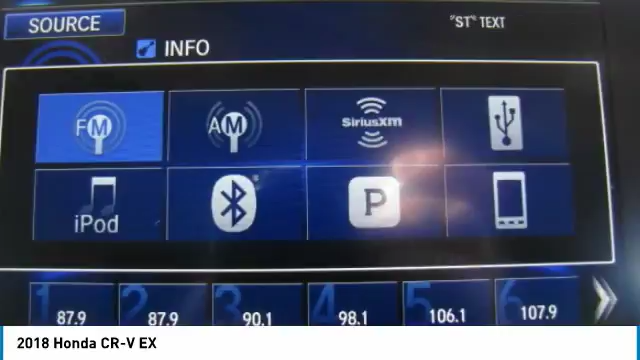 SOURCE
"ST" TEXT
INFO
FM
AM
SiriusXM
iPod
P
1 2 3 4 5 6
87.9 87.9 90.1 98.1 106.1 107.9
2018 Honda CR-V EX